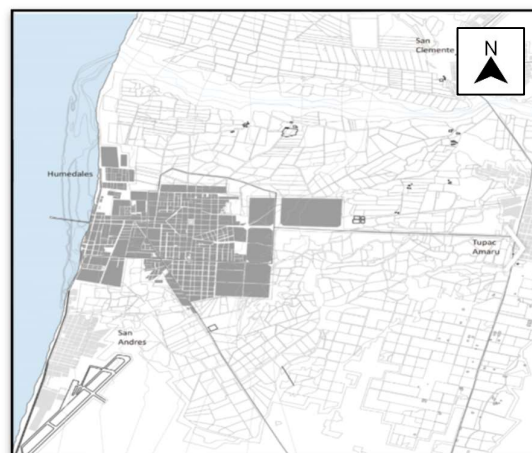 San
Clemente
N
Humedales
Tupac
Amaru
San
Andres